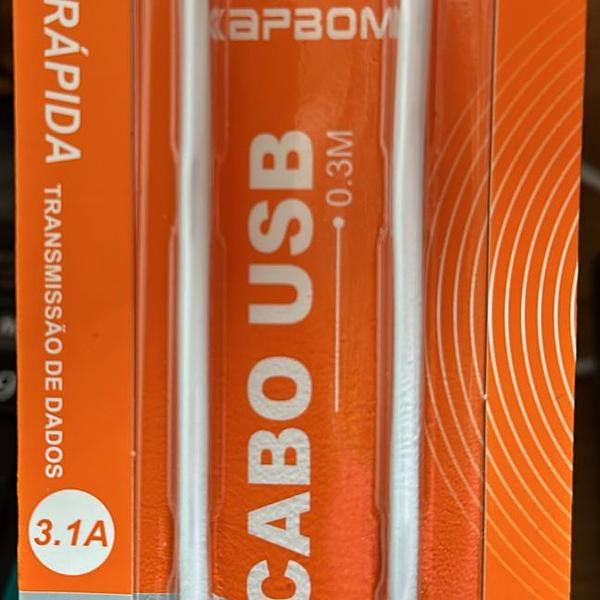 KAPBOM
RÁPIDA
TRANSMISSÃO DE DADOS
3.1A
CABO USB
0.3M